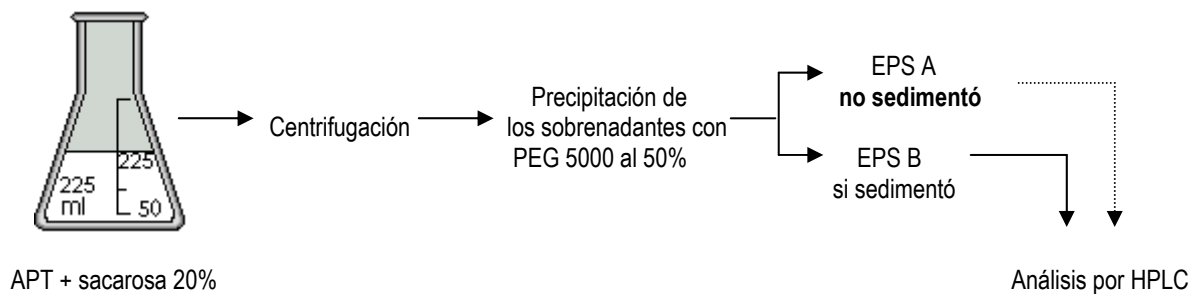 225
225
ml
50
APT + sacarosa 20%
Centrifugación
Precipitación de
los sobrenadantes con
PEG 5000 al 50%
EPS A
no sedimentó
EPS B
si sedimentó
Análisis por HPLC